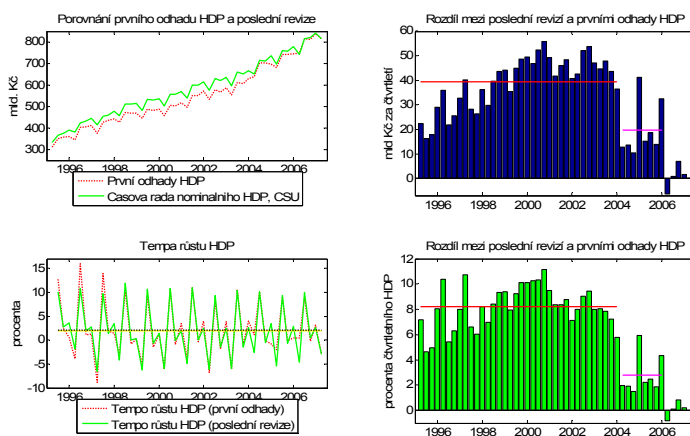 Porovnání prvního odhadu HDP a poslední revize
mld. Kč
800
700
600
500
400
300
1996 1998 2000 2002 2004 2006
První odhady HDP
Casova rada nominalniho HDP, CSU
Rozdíl mezi poslední revizí a prvními odhady HDP
mld Kč za čtvrtletí
60
50
40
30
20
10
0
1996 1998 2000 2002 2004 2006
Tempa růstu HDP
procenta
15
10
5
0
-5
-10
1996 1998 2000 2002 2004 2006
Tempo růstu HDP (první odhady)
Tempo růstu HDP (poslední revize)
Rozdíl mezi poslední revizí a prvními odhady HDP
procenta čtvrtletního HDP
12
10
8
6
4
2
0
1996 1998 2000 2002 2004 2006